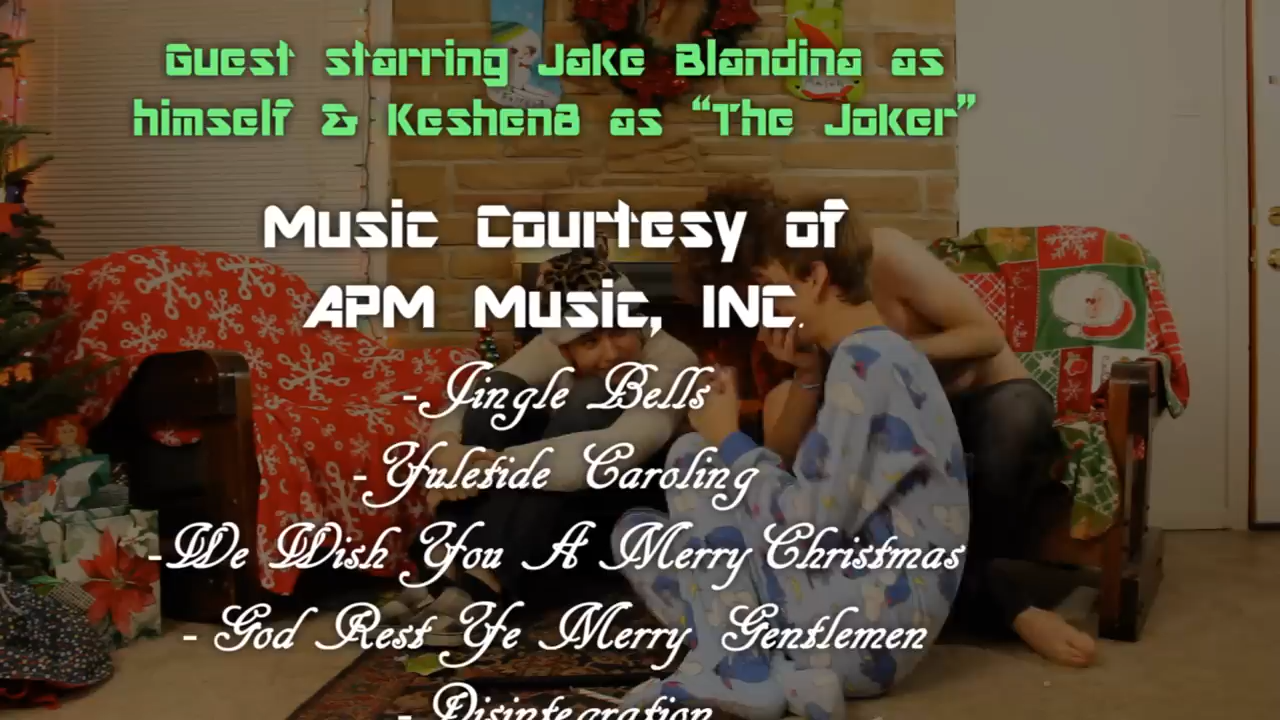 Guest starring Jake Blandina as
himself & Keshen8 as “The Joker”
Music Courtesy of
APM Music, INC.
-Jingle Bells
- Yuletide Caroling
-We Wish You A Merry Christmas
- God Rest Ye Merry Gentlemen
- Disintegration